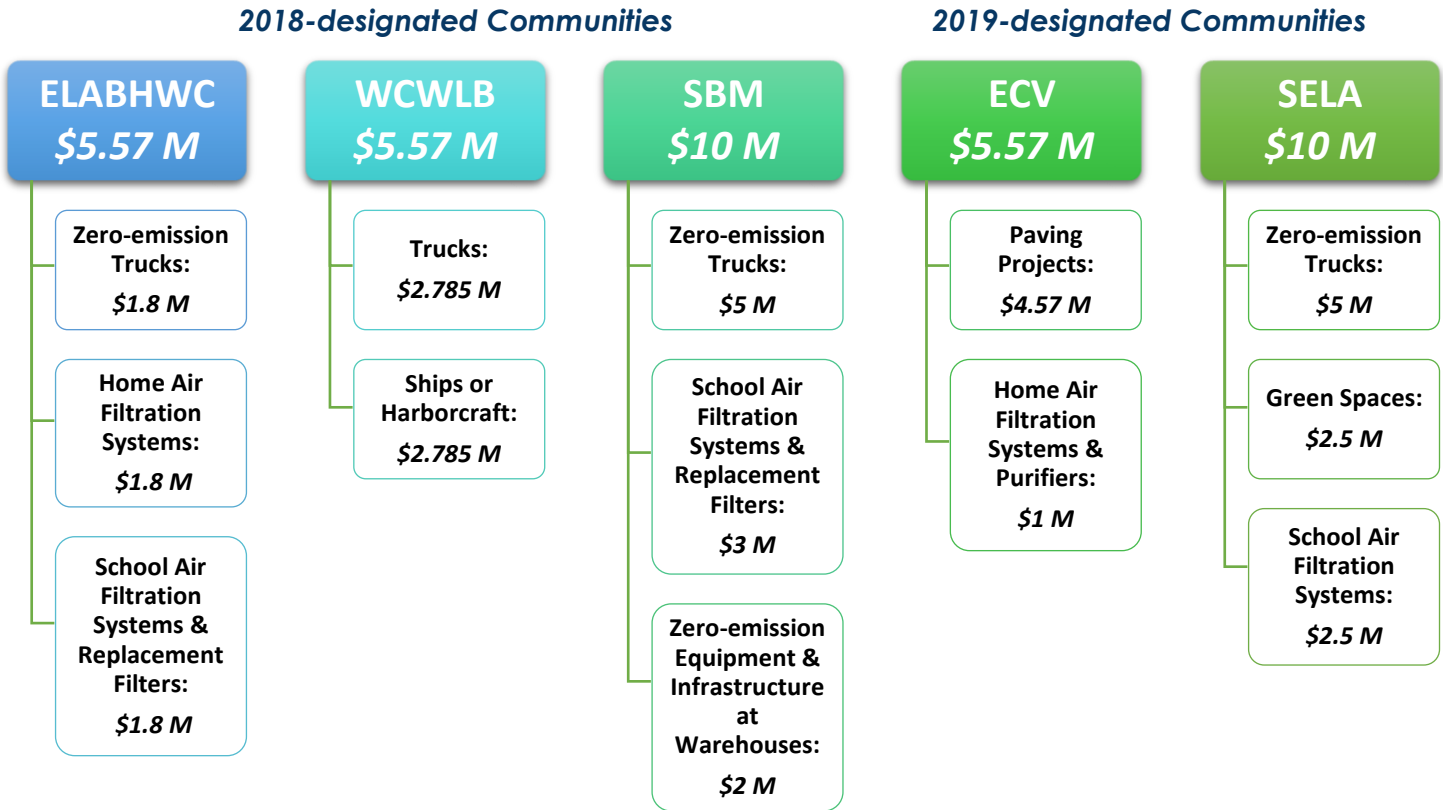 2018-designated Communities
2019-designated Communities
ELABHWC
$5.57 M
Zero-emission
Trucks:
$1.8 M
Home Air
Filtration
Systems:
$1.8 M
School Air
Filtration
Systems &
Replacement
Filters:
$1.8 M
WCWLB
$5.57 M
Trucks:
$2.785 M
Ships or
Harborcraft:
$2.785 M
SBM
$10 M
Zero-emission
Trucks:
$5 M
School Air
Filtration
Systems &
Replacement
Filters:
$3 M
Zero-emission
Equipment &
Infrastructure
at
Warehouses:
$2 M
ECV
$5.57 M
Paving
Projects:
$4.57 M
Home Air
Filtration
Systems &
Purifiers:
$1 M
SELA
$10 M
Zero-emission
Trucks:
$5 M
Green Spaces:
$2.5 M
School Air
Filtration
Systems:
$2.5 M